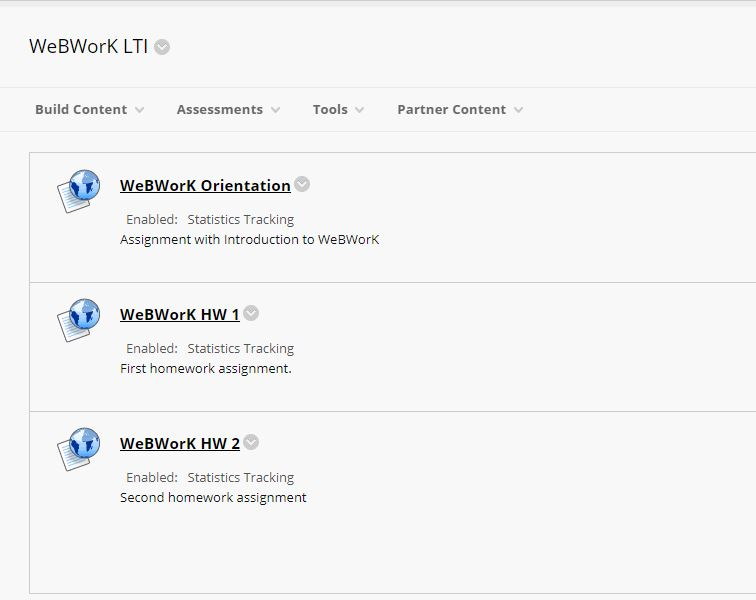 WeBWorK LTI
Build Content Assessments Tools Partner Content
WeBWorK Orientation
Enabled: Statistics Tracking
Assignment with Introduction to WeBWorK
WeBWorK HW 1
Enabled: Statistics Tracking
First homework assignment.
WeBWorK HW 2
Enabled: Statistics Tracking
Second homework assignment